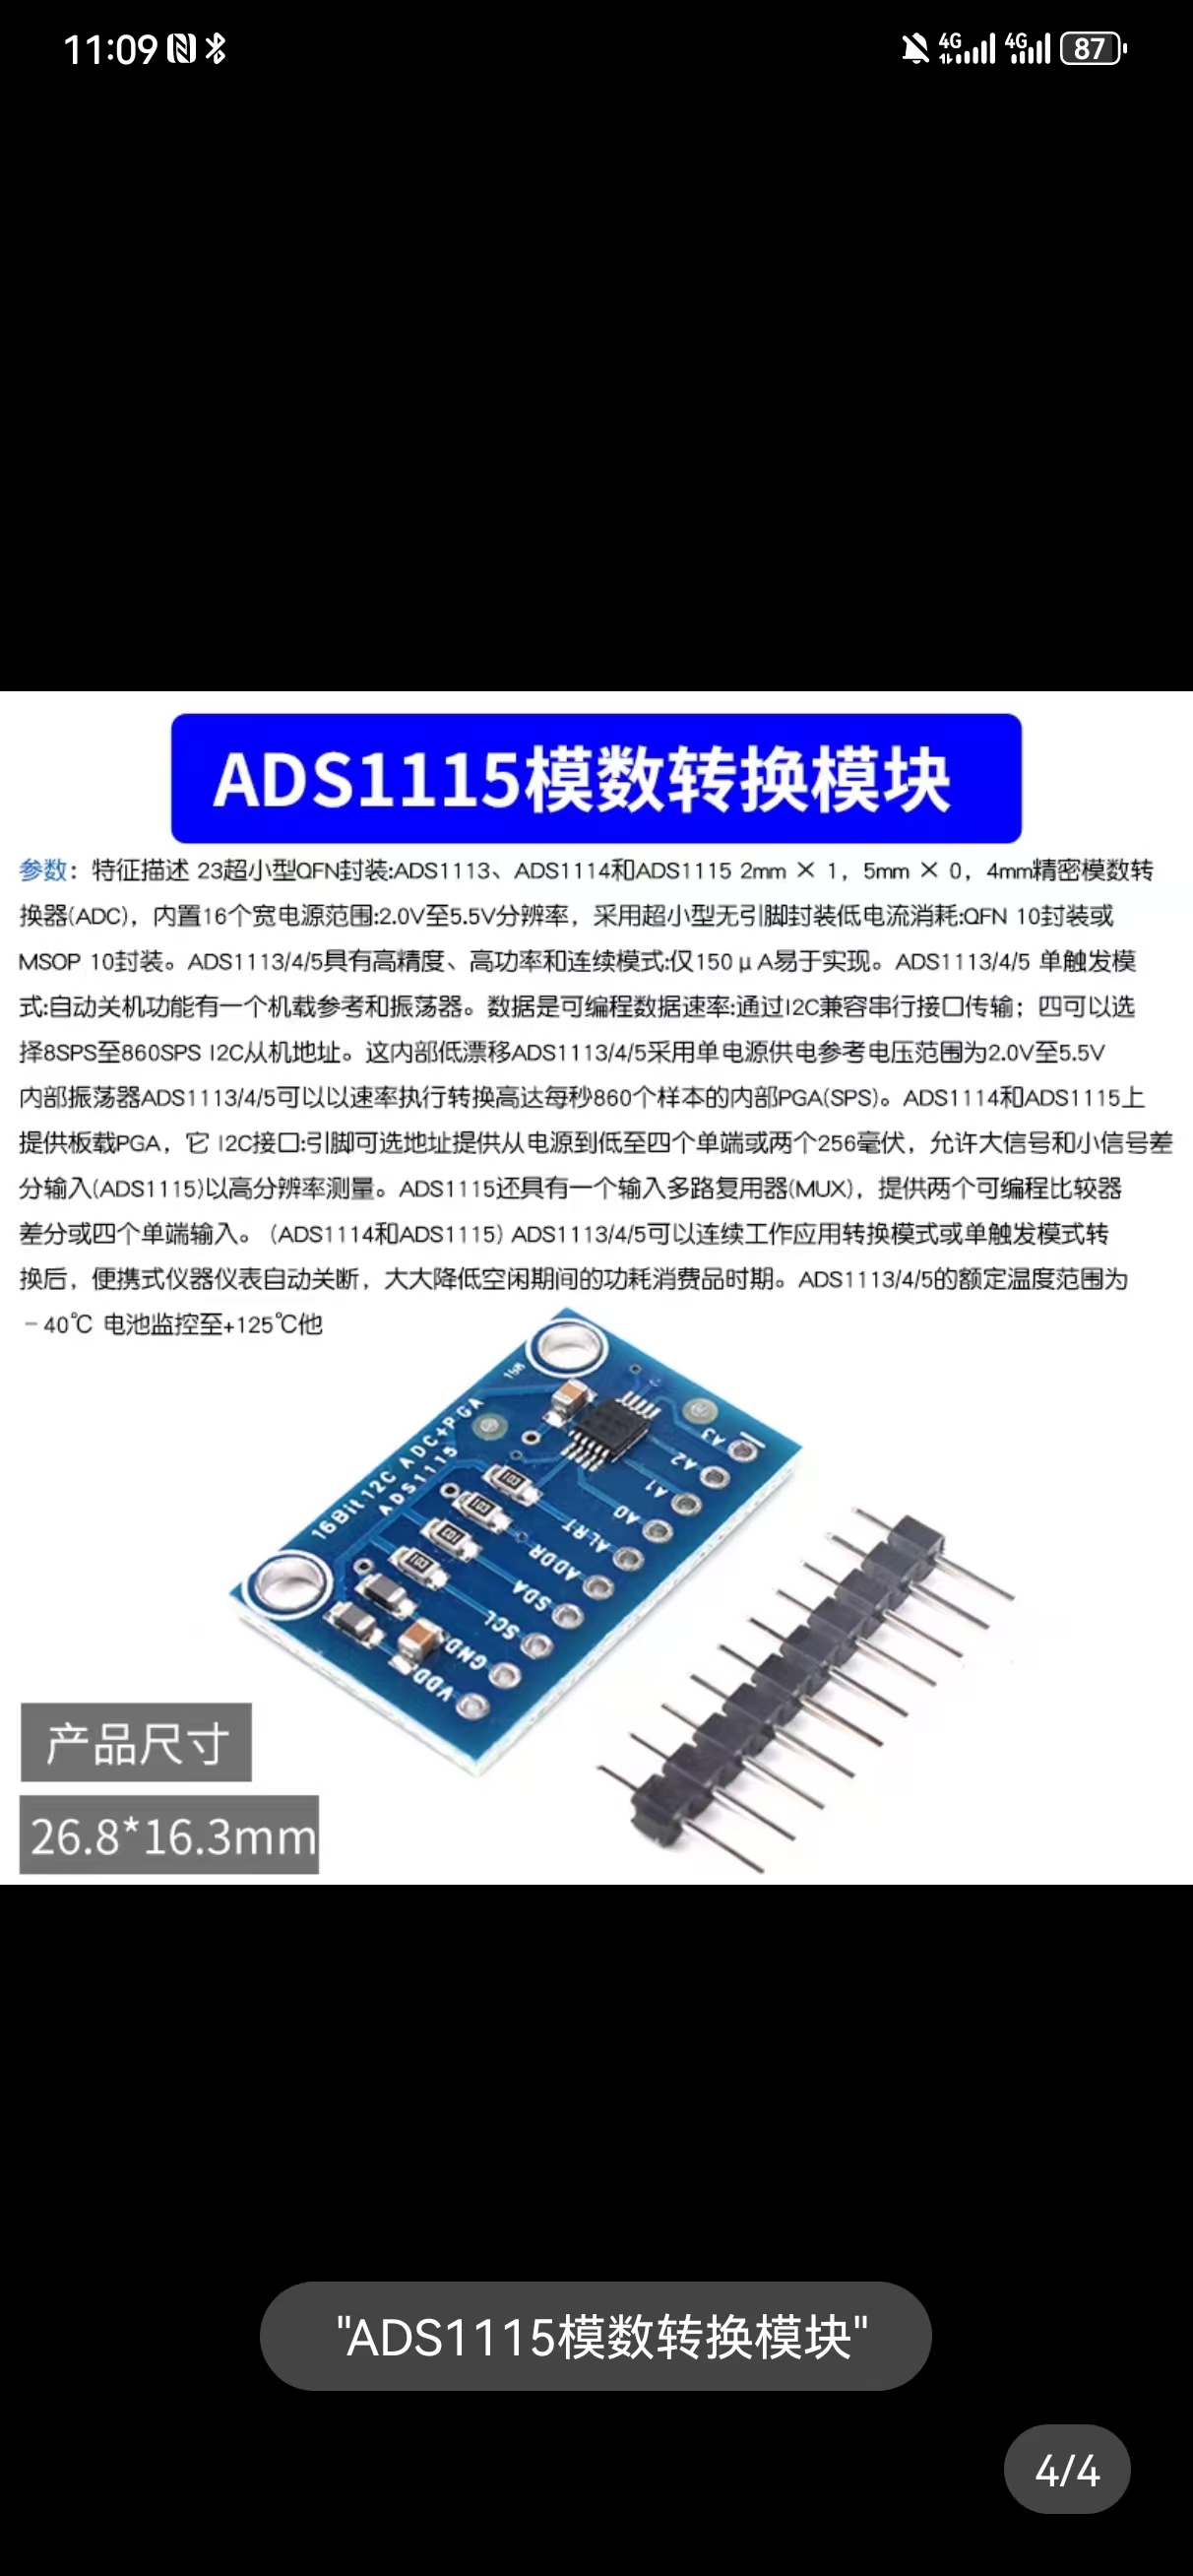 11:09
4G 4G 87
ADS1115模数转换模块
参数：特征描述 23超小型QFN封装:ADS1113、ADS1114和ADS1115 2mm × 1，5mm × 0，4mm精密模数转
换器(ADC)，内置16个宽电源范围:2.0V至5.5V分辨率，采用超小型无引脚封装低电流消耗:QFN 10封装或
MSOP 10封装。ADS1113/4/5具有高精度、高功率和连续模式:仅150μA易于实现。ADS1113/4/5 单触发模
式:自动关机功能有一个机载参考和振荡器。数据是可编程数据速率:通过I2C兼容串行接口传输；四可以选
择8SPS至860SPS I2C从机地址。这内部低漂移ADS1113/4/5采用单电源供电参考电压范围为2.0V至5.5V
内部振荡器ADS1113/4/5可以以速率执行转换高达每秒860个样本的内部PGA(SPS)。ADS1114和ADS1115上
提供板载PGA，它 I2C接口:引脚可选地址提供从电源到低至四个单端或两个256毫伏，允许大信号和小信号差
分输入(ADS1115)以高分辨率测量。ADS1115还具有一个输入多路复用器(MUX)，提供两个可编程比较器
差分或四个单端输入。(ADS1114和ADS1115) ADS1113/4/5可以连续工作应用转换模式或单触发模式转
换后，便携式仪器仪表自动关断，大大降低空闲期间的功耗消费品时期。ADS1113/4/5的额定温度范围为
－40℃ 电池监控至+125℃他
16Bit I2C ADC+PGA
ADS1115
A3
A2
A1
A0
ALRT
ADDR
SDA
SCL
GND
VDD
103
103
103
103
产品尺寸
26.8*16.3mm
"ADS1115模数转换模块"
4/4